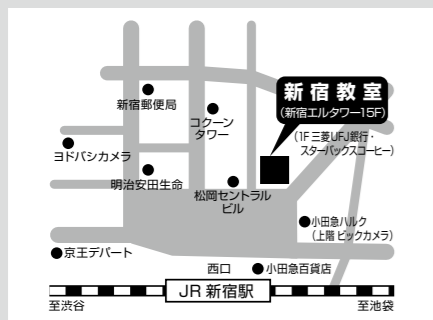 新宿教室
(新宿エルタワー15F)
(1F 三菱UFJ銀行・
スターバックスコーヒー)
新宿郵便局
コクーン
タワー
ヨドバシカメラ
明治安田生命
松岡セントラル
ビル
小田急ハルク
(上階 ビックカメラ)
京王デパート
西口
小田急百貨店
JR 新宿駅
至渋谷
至池袋